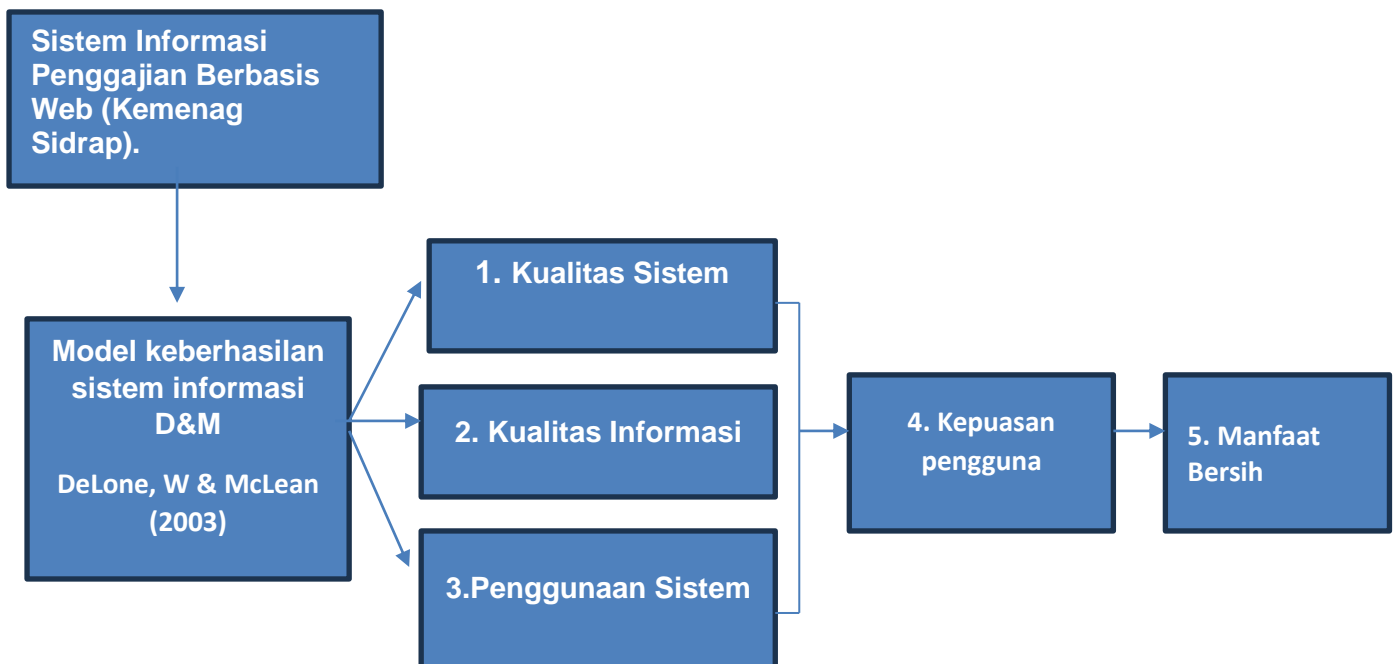 Sistem Informasi
Penggajian Berbasis
Web (Kemenag
Sidrap).
Model keberhasilan
sistem informasi
D&M
DeLone, W & McLean
(2003)
1. Kualitas Sistem
2. Kualitas Informasi
3.Penggunaan Sistem
4. Kepuasan
pengguna
5. Manfaat
Bersih